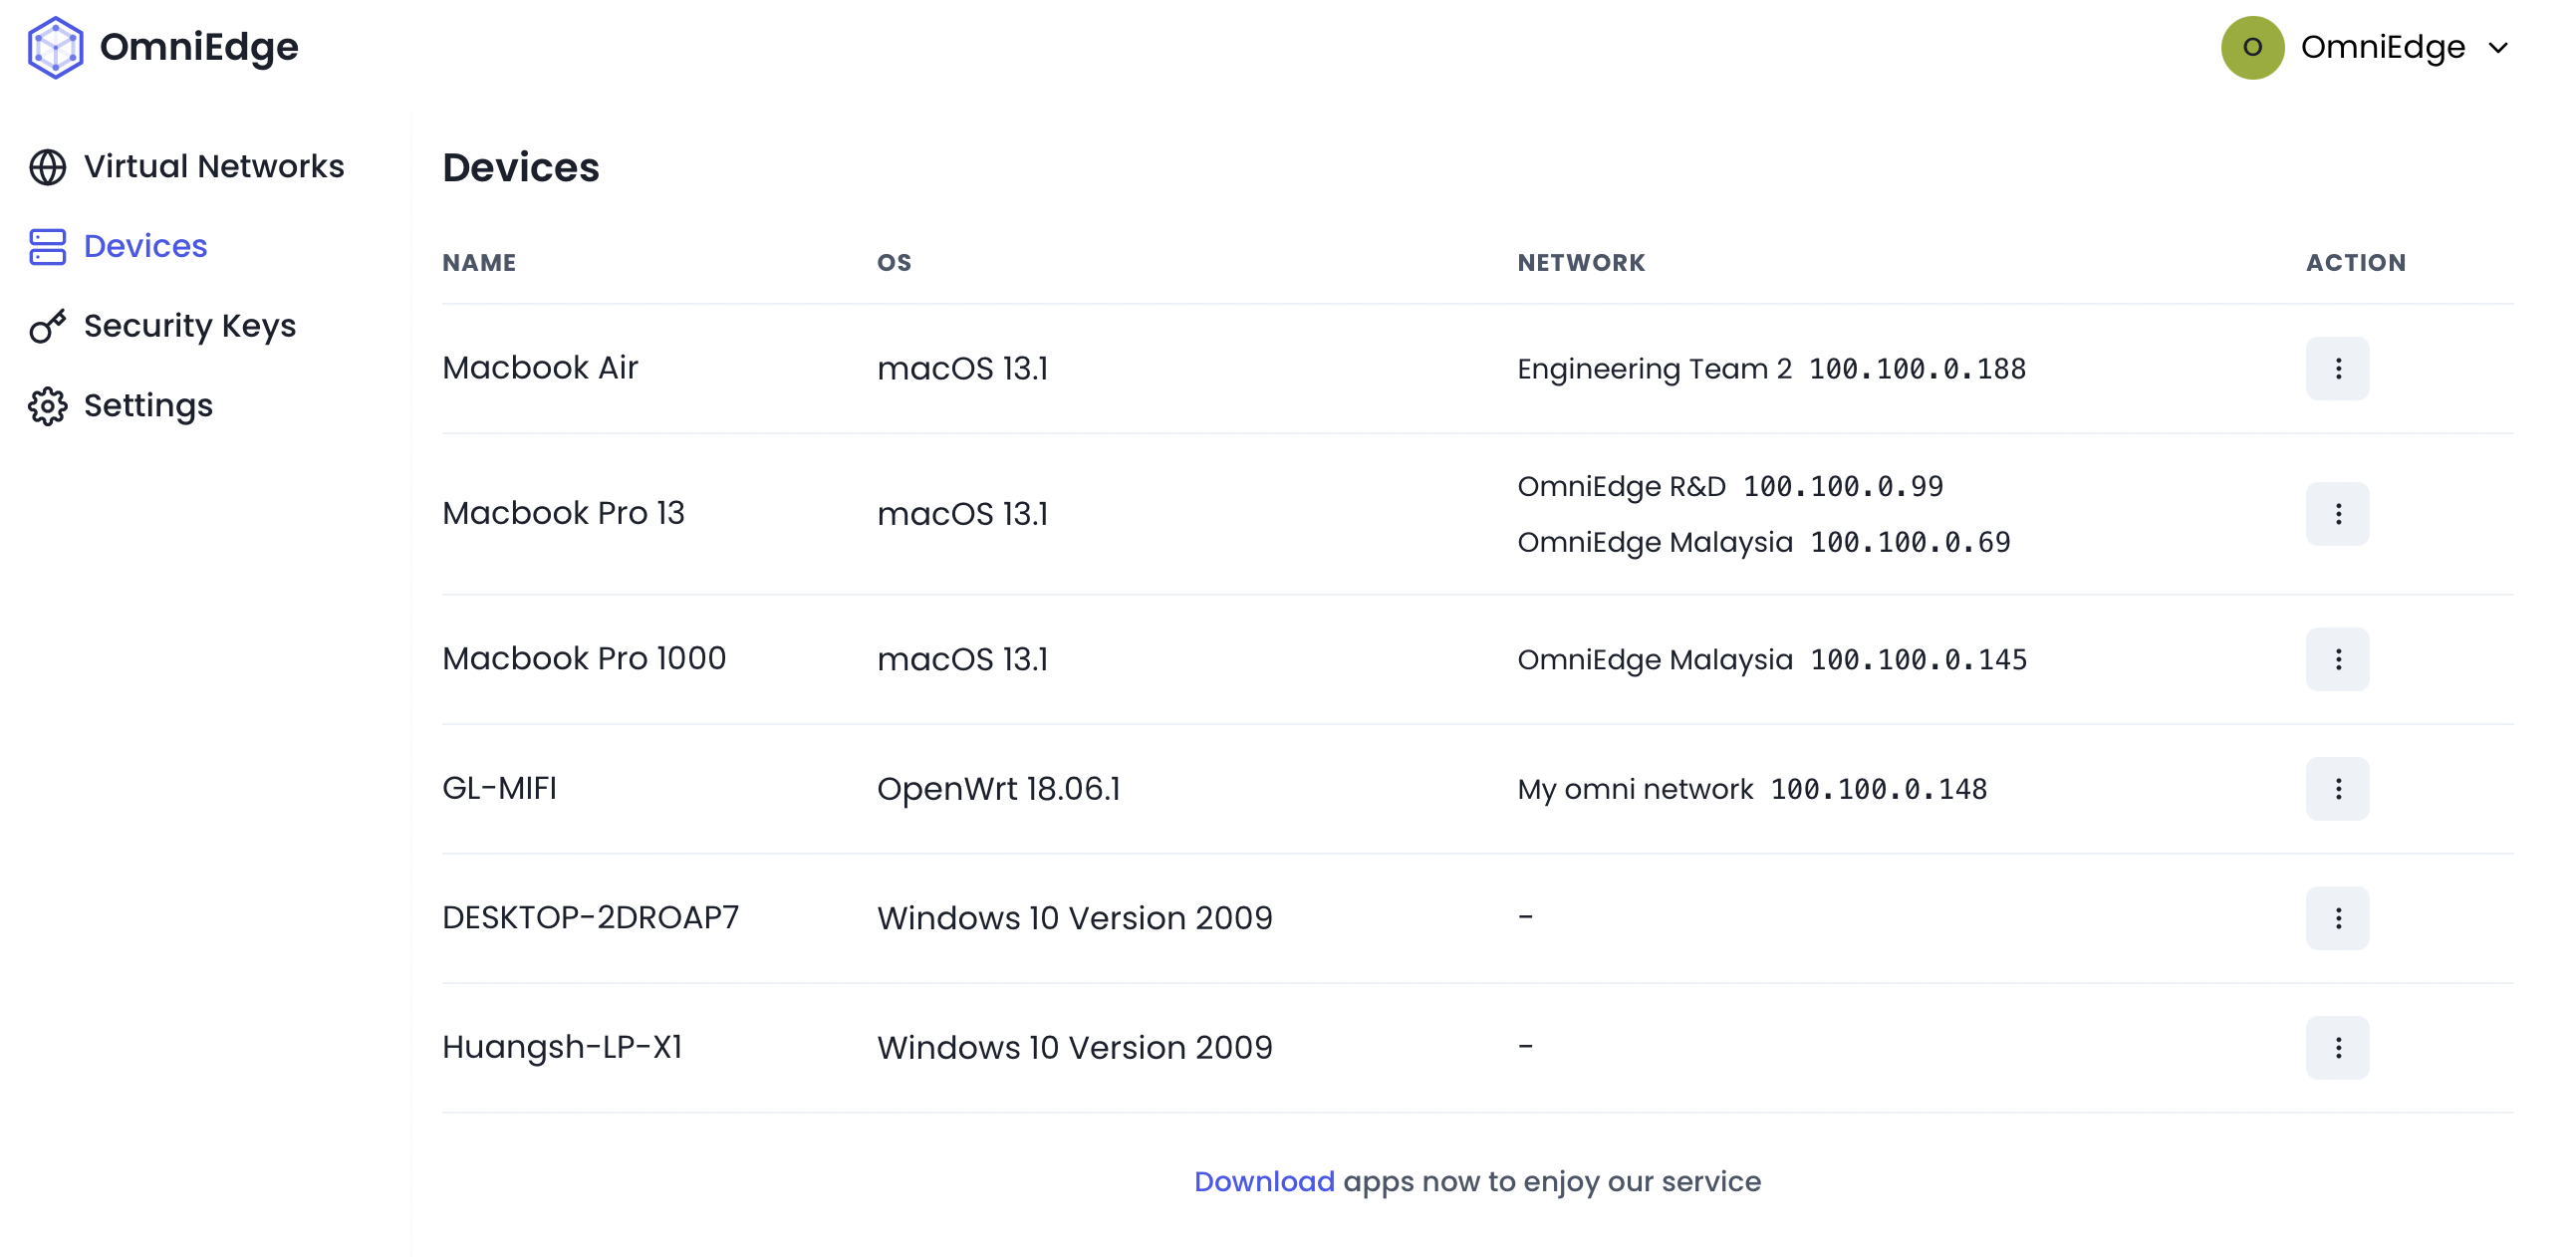 OmniEdge
O OmniEdge
Virtual Networks
Devices
Security Keys
Settings
Devices
NAME OS NETWORK ACTION
Macbook Air macOS 13.1 Engineering Team 2 100.100.0.188
Macbook Pro 13 macOS 13.1 OmniEdge R&D 100.100.0.99
OmniEdge Malaysia 100.100.0.69
Macbook Pro 1000 macOS 13.1 OmniEdge Malaysia 100.100.0.145
GL-MIFI OpenWrt 18.06.1 My omni network 100.100.0.148
DESKTOP-2DROAP7 Windows 10 Version 2009 -
Huangsh-LP-X1 Windows 10 Version 2009 -
Download apps now to enjoy our service